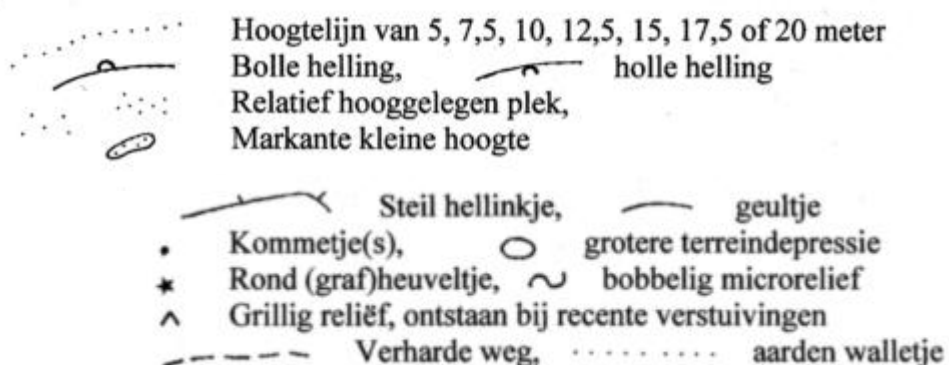 Hoogtelijn van 5, 7,5, 10, 12,5, 15, 17,5 of 20 meter
Bolle helling, holle helling
Relatief hooggelegen plek,
Markante kleine hoogte
Steil hellinkje, geultje
Kommetje(s), grotere terreindepressie
Rond (graf)heuveltje, bobbelig microrelief
Grillig reliëf, ontstaan bij recente verstuivingen
Verharde weg, aarden walletje